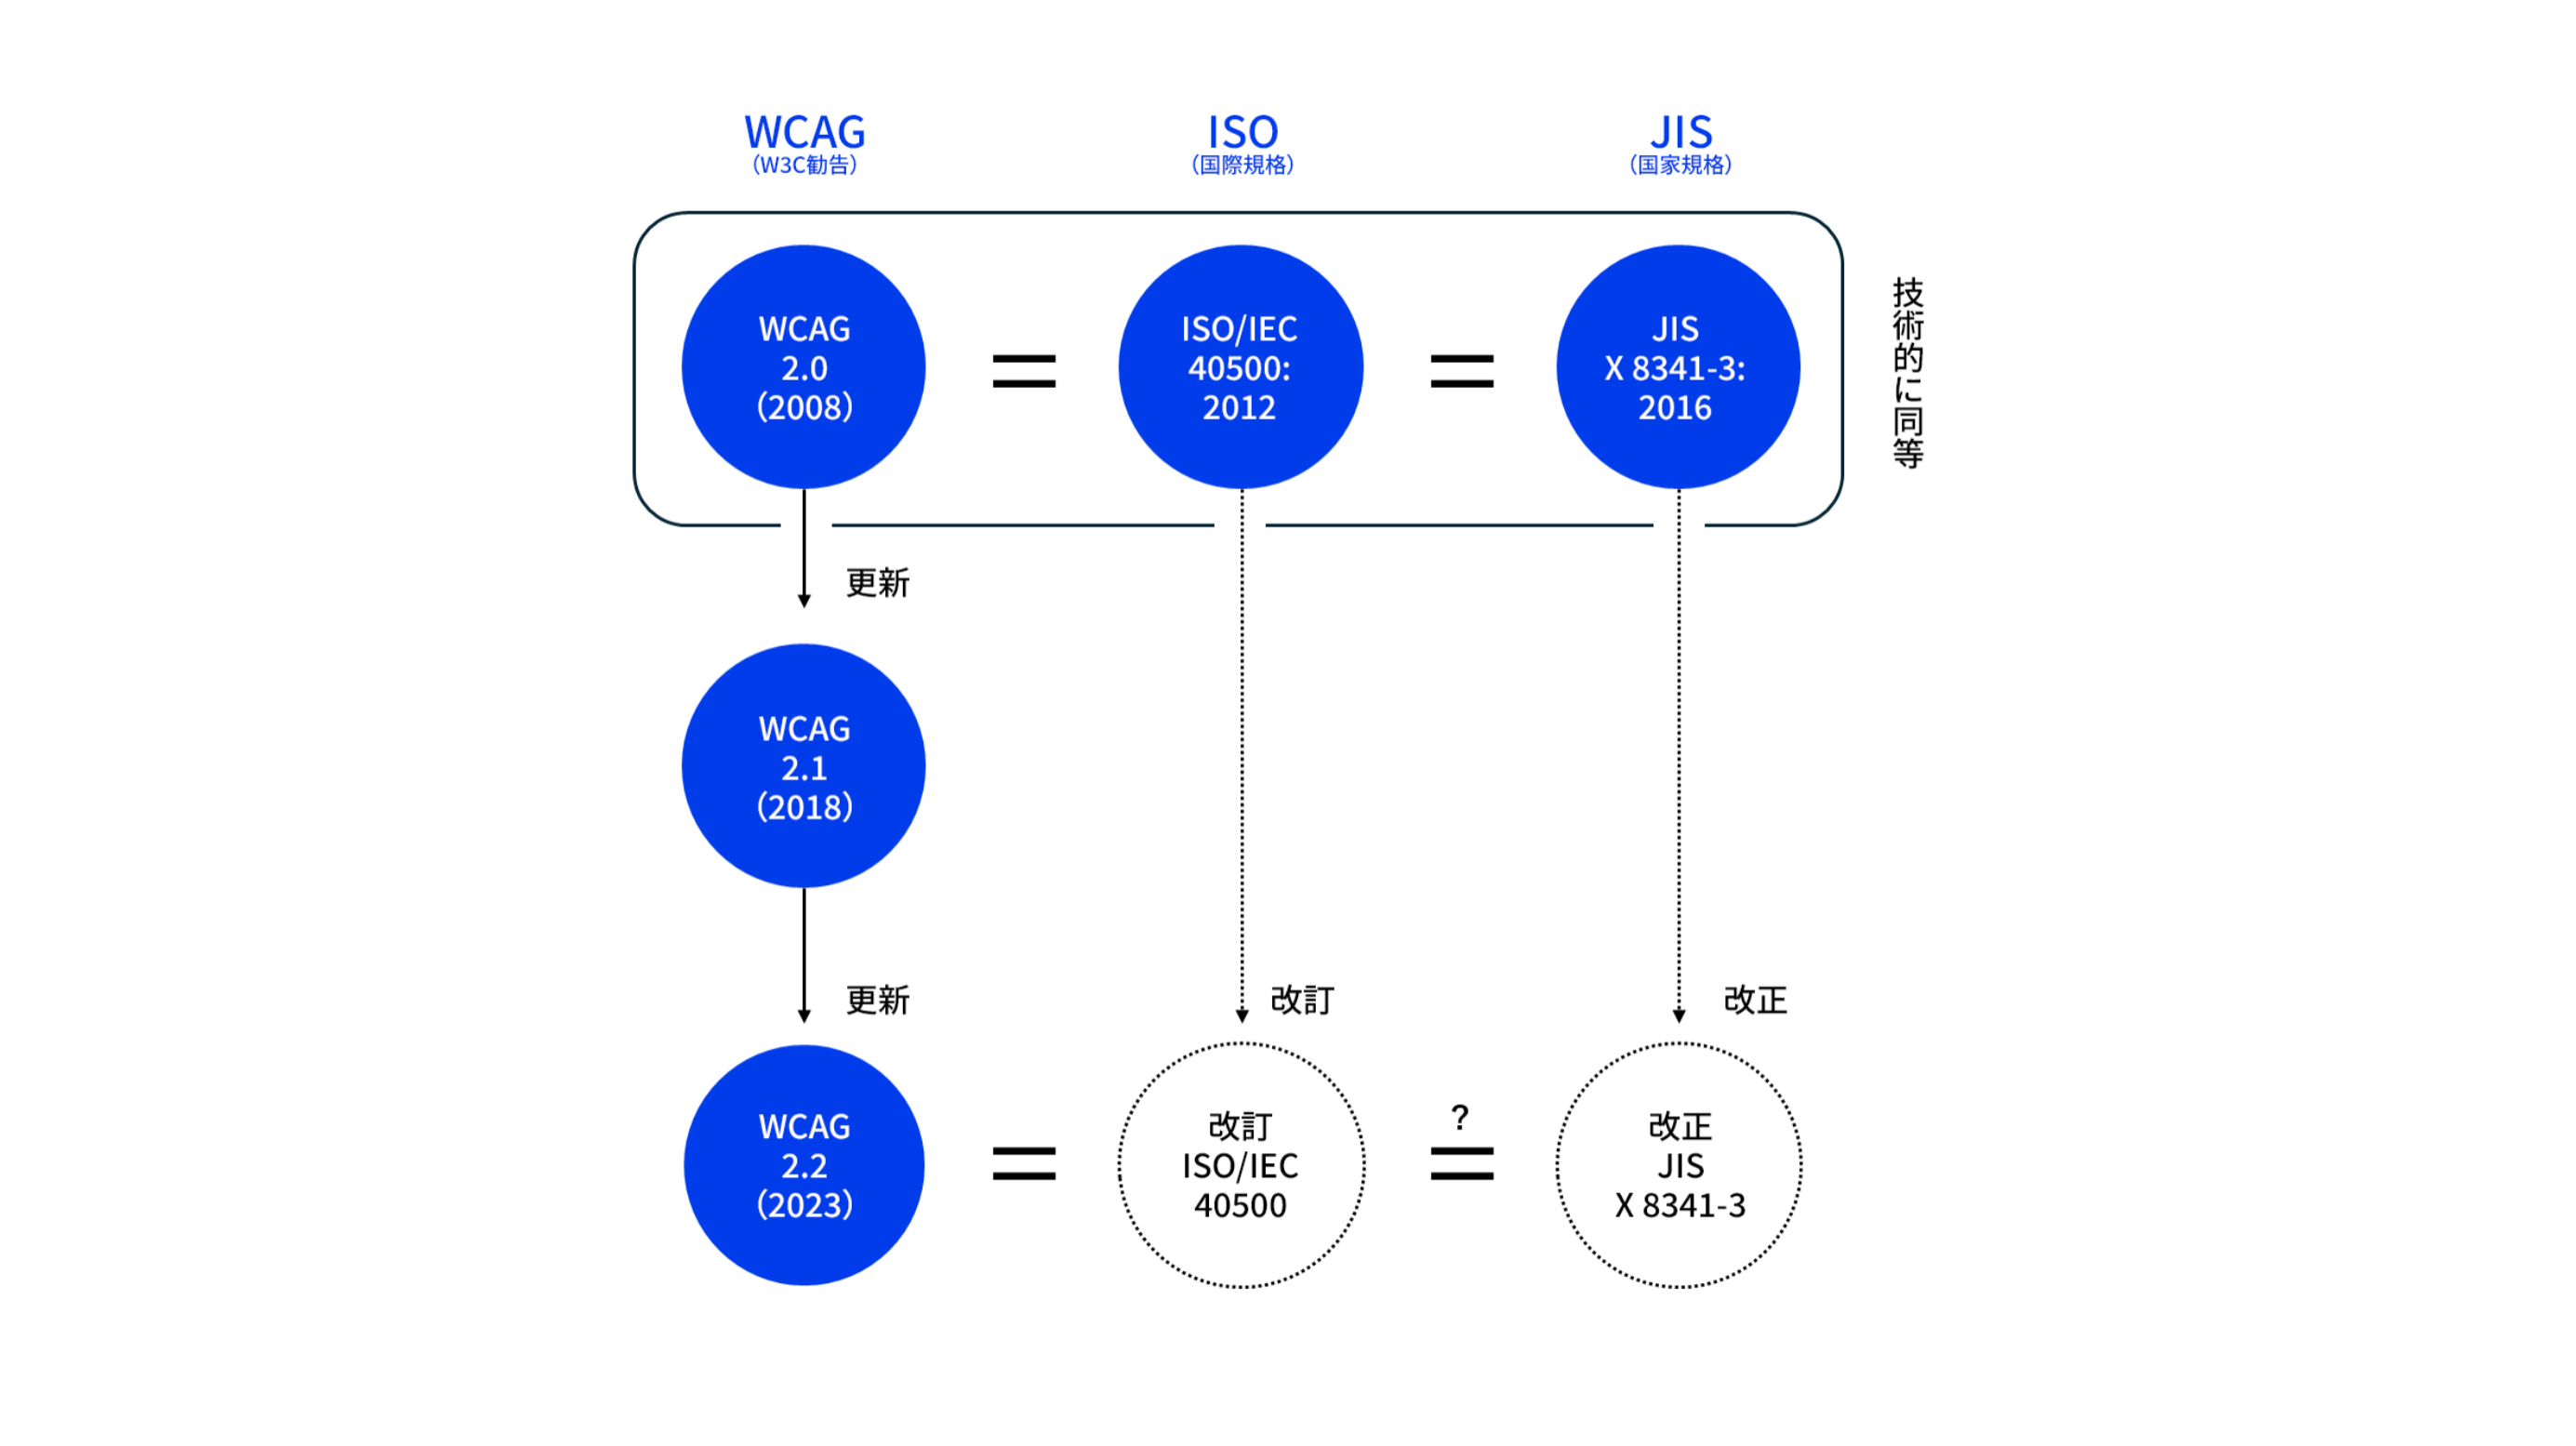 WCAG
（W3C勧告）
ISO
（国際規格）
JIS
（国家規格）
WCAG
2.0
（2008）
=
ISO/IEC
40500:
2012
=
JIS
X 8341-3:
2016
技術的に同等
更新
WCAG
2.1
（2018）
更新
改訂
改正
WCAG
2.2
（2023）
=
改訂
ISO/IEC
40500
?
=
改正
JIS
X 8341-3